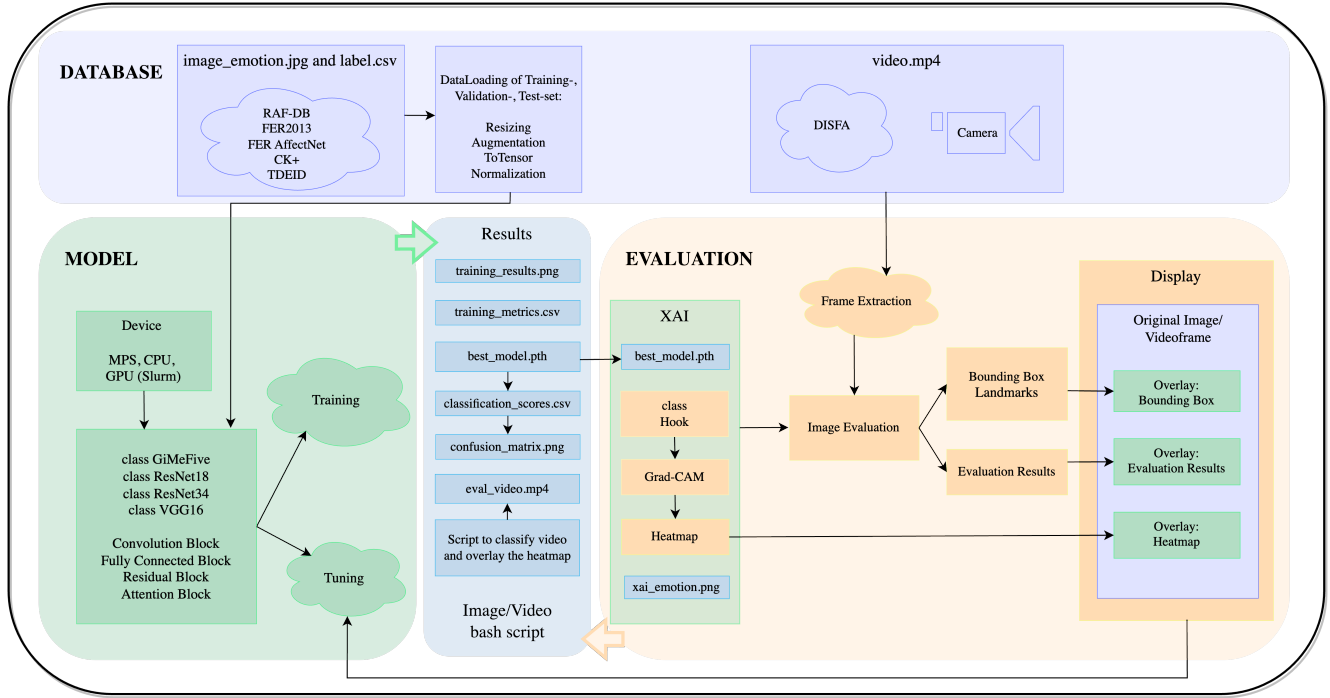 DATABASE
image_emotion.jpg and label.csv
RAF-DB
FER2013
FER AffectNet
CK+
TDEID
DataLoading of Training-,
Validation-, Test-set:
Resizing
Augmentation
ToTensor
Normalization
video.mp4
DISFA
Camera
MODEL
Device
MPS, CPU,
GPU (Slurm)
class GiMeFive
class ResNet18
class ResNet34
class VGG16
Convolution Block
Fully Connected Block
Residual Block
Attention Block
Training
Tuning
Results
training_results.png
training_metrics.csv
best_model.pth
classification_scores.csv
confusion_matrix.png
eval_video.mp4
Script to classify video
and overlay the heatmap
Image/Video
bash script
EVALUATION
XAI
best_model.pth
class
Hook
Grad-CAM
Heatmap
xai_emotion.png
Frame Extraction
Image Evaluation
Bounding Box
Landmarks
Evaluation Results
Display
Original Image/
Videoframe
Overlay:
Bounding Box
Overlay:
Evaluation Results
Overlay:
Heatmap